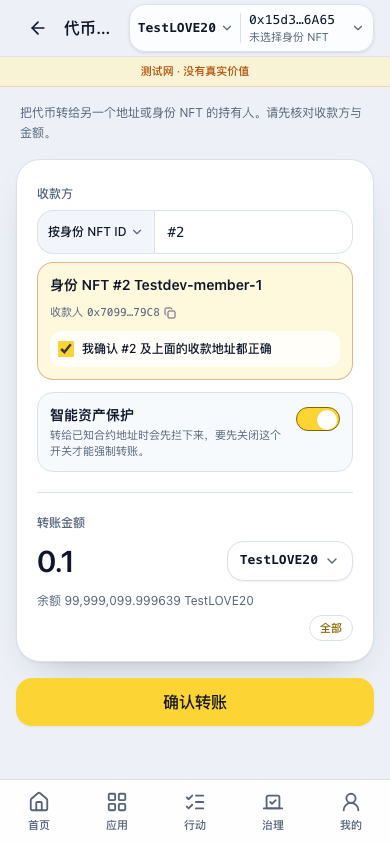 代币...
TestLOVE20
0x15d3...6A65
未选择身份 NFT
测试网 · 没有真实价值
把代币转给另一个地址或身份 NFT 的持有人。请先核对收款方与
金额。
收款方
按身份 NFT ID
#2
身份 NFT #2 Testdev-member-1
收款人 0x7099...79C8
我确认 #2 及上面的收款地址都正确
智能资产保护
转给已知合约地址时会先拦下来，要先关闭这个
开关才能强制转账。
转账金额
0.1
TestLOVE20
余额 99,999,099.999639 TestLOVE20
全部
确认转账
首页
应用
行动
治理
我的